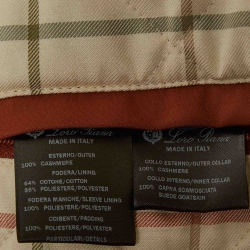 Loro Piana
MADE IN ITALY
ESTERNO/OUTER
100% CASHMERE
FODERA/LINING
64% COTONE/COTTON
36% POLIESTERE/POLYESTER
FODERA MANICHE/SLEEVE LINING
100% POLIESTERE/POLYESTER
COIBENTE/PADDING
100% POLIESTERE/POLYESTER
PARTICOLARI/DETAILS
Loro Piana
MADE IN ITALY
COLLO ESTERNO/OUTER COLLAR
100% CASHMERE
COLLO INTERNO/INNER COLLAR
100% CAPRA SCAMOSCIATA
SUEDE GOATSKIN